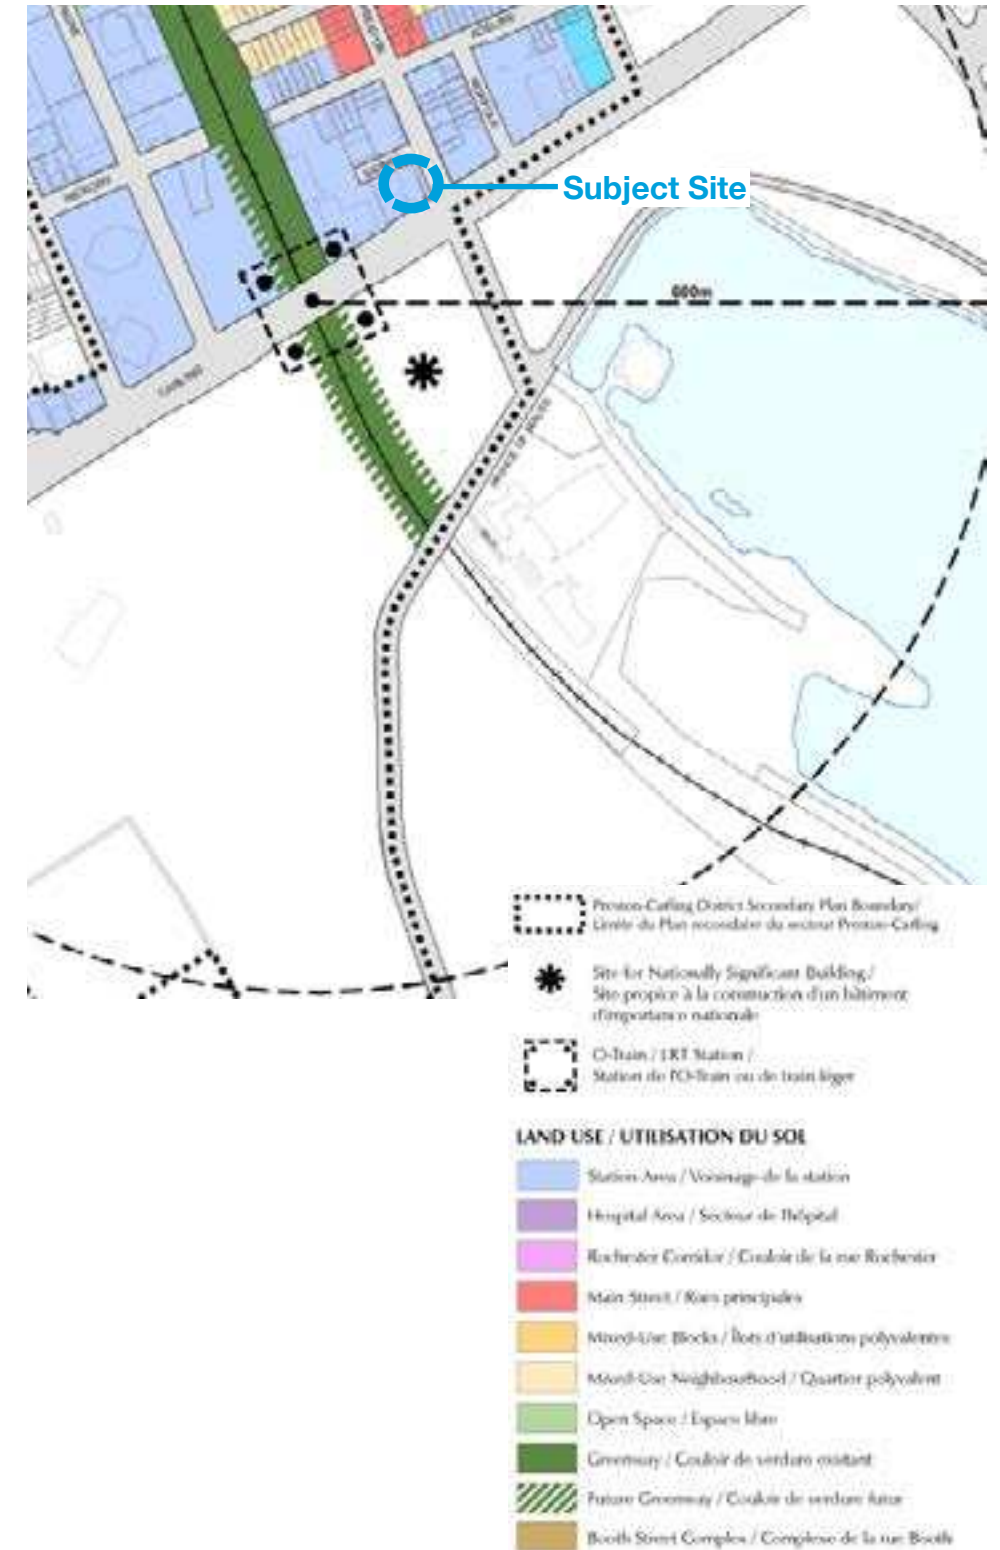 Subject Site
600m
CARLING
PRINCE OF WALES
Preston-Carling District Secondary Plan Boundary/
Limite du Plan secondaire du secteur Preston-Carling
Site for Nationally Significant Building /
Site propice à la construction d'un bâtiment
d'importance nationale
O-Train / LRT Station /
Station de l'O-Train ou de train léger
LAND USE / UTILISATION DU SOL
Station Area / Voisinage de la station
Hospital Area / Secteur de l'hôpital
Rochester Corridor / Couloir de la rue Rochester
Main Street / Rues principales
Mixed-Use Blocks / Îlots d'utilisations polyvalentes
Mixed-Use Neighbourhood / Quartier polyvalent
Open Space / Espace libre
Greenway / Couloir de verdure existant
Future Greenway / Couloir de verdure futur
Booth Street Complex / Complexe de la rue Booth